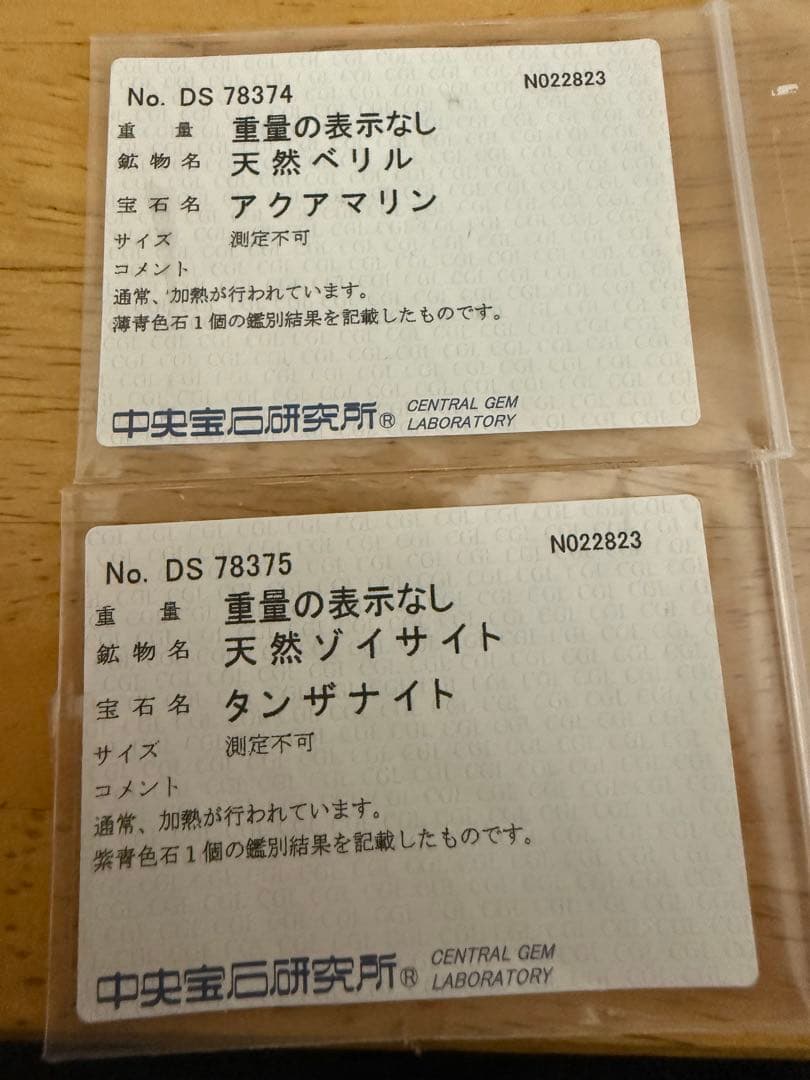 No. DS 78374 N022823
重量 重量の表示なし
鉱物名 天然ベリル
宝石名 アクアマリン
サイズ 測定不可
コメント
通常、加熱が行われています。
薄青色石1個の鑑別結果を記載したものです。
中央宝石研究所® CENTRAL GEM
LABORATORY
No. DS 78375 N022823
重量 重量の表示なし
鉱物名 天然ゾイサイト
宝石名 タンザナイト
サイズ 測定不可
コメント
通常、加熱が行われています。
紫青色石1個の鑑別結果を記載したものです。
中央宝石研究所® CENTRAL GEM
LABORATORY